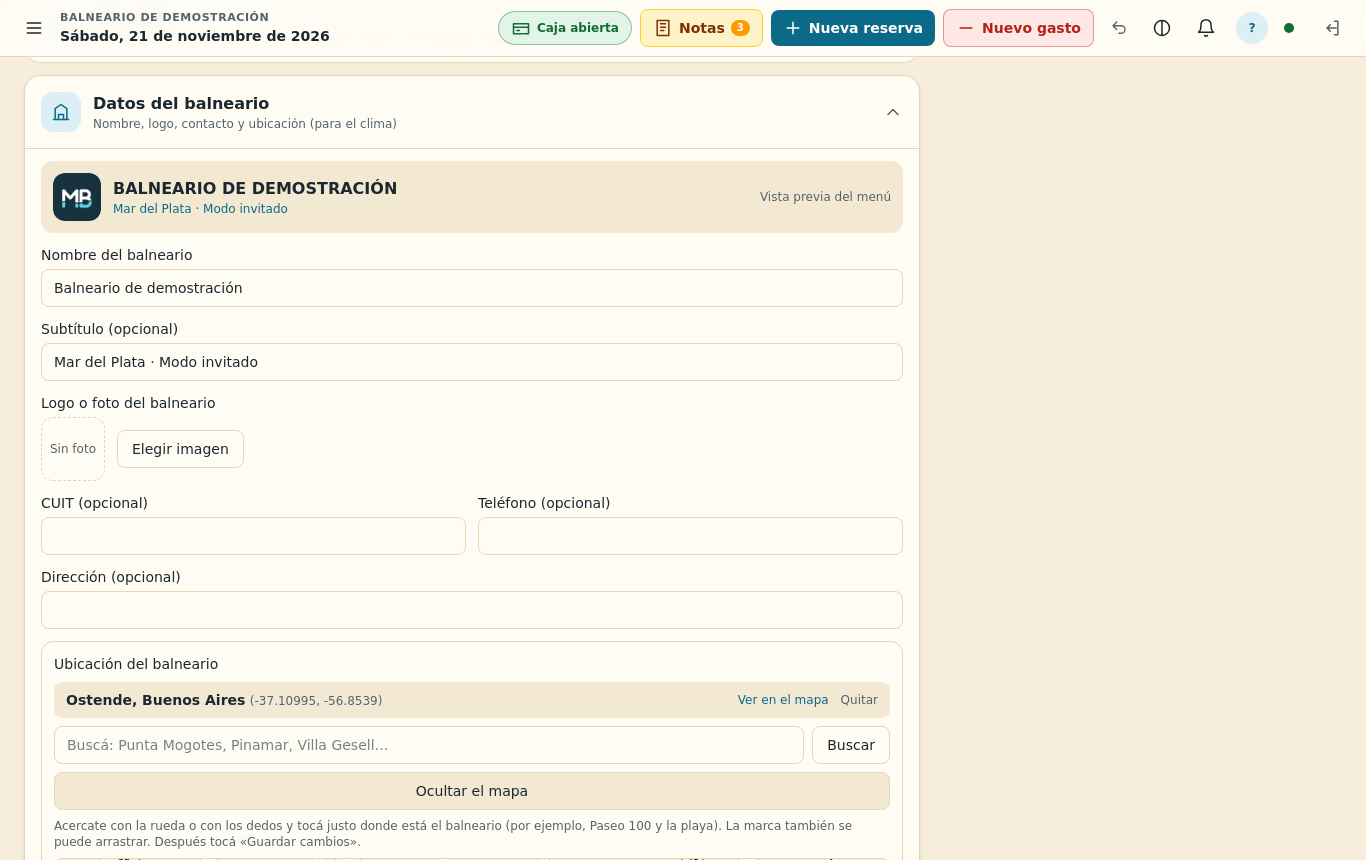 BALNEARIO DE DEMOSTRACIÓN
Sábado, 21 de noviembre de 2026
Caja abierta
Notas 3
Nueva reserva
Nuevo gasto
?
Datos del balneario
Nombre, logo, contacto y ubicación (para el clima)
MB
BALNEARIO DE DEMOSTRACIÓN
Mar del Plata · Modo invitado
Vista previa del menú
Nombre del balneario
Balneario de demostración
Subtítulo (opcional)
Mar del Plata · Modo invitado
Logo o foto del balneario
Sin foto
Elegir imagen
CUIT (opcional)
Teléfono (opcional)
Dirección (opcional)
Ubicación del balneario
Ostende, Buenos Aires (-37.10995, -56.8539)
Ver en el mapa
Quitar
Buscá: Punta Mogotes, Pinamar, Villa Gesell…
Buscar
Ocultar el mapa
Acercate con la rueda o con los dedos y tocá justo donde está el balneario (por ejemplo, Paseo 100 y la playa). La marca también se
puede arrastrar. Después tocá «Guardar cambios».